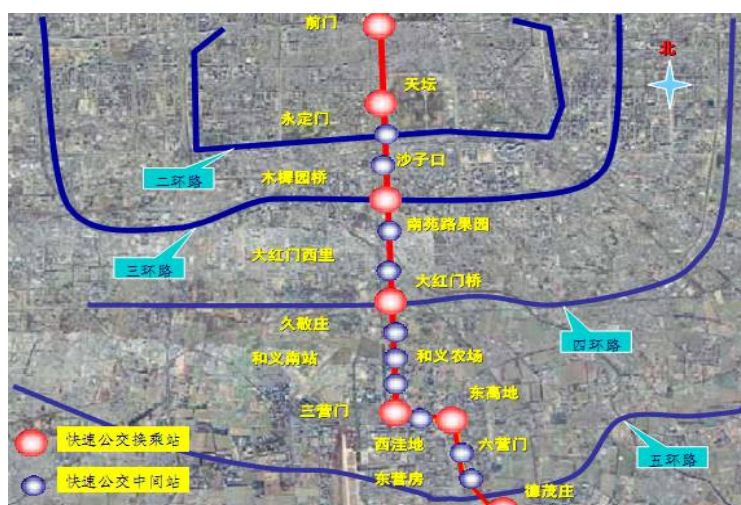 前门
北
天坛
永定门
沙子口
二环路
木樨园桥
南苑路果园
大红门西里
三环路
大红门桥
久敬庄
四环路
和义南站
和义农场
东高地
三营门
快速公交换乘站
西洼地
六营门
五环路
快速公交中间站
东营房
德茂庄